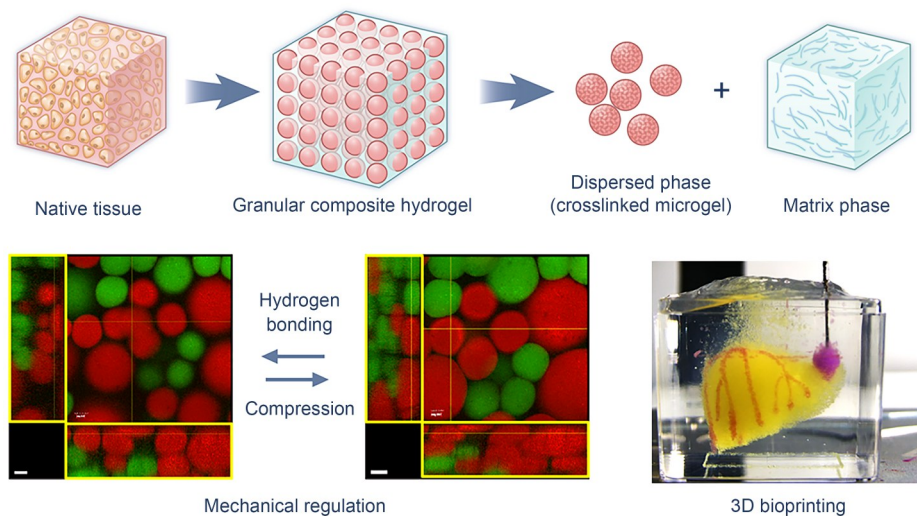 Native tissue
Granular composite hydrogel
Dispersed phase
(crosslinked microgel)
+
Matrix phase
Hydrogen
bonding
Compression
Mechanical regulation
3D bioprinting